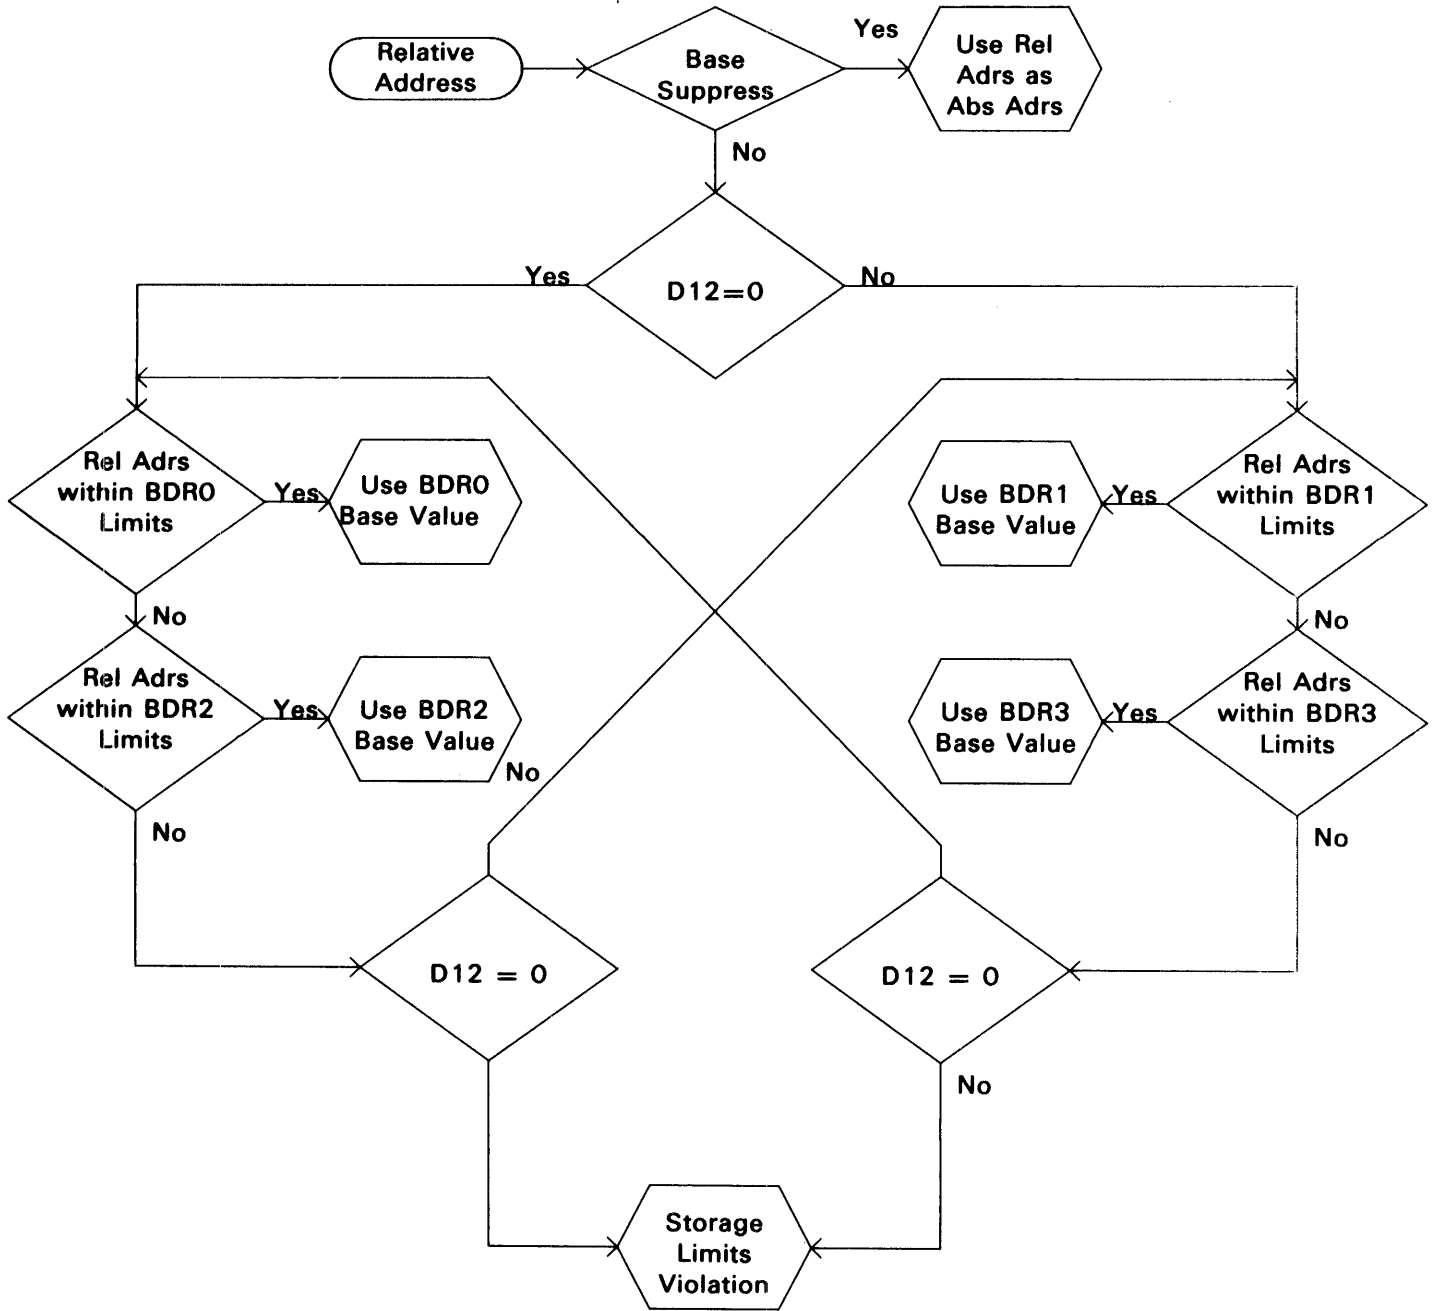 Relative
Address
Base
Suppress
Yes
Use Rel
Adrs as
Abs Adrs
No
Yes
D12=0
No
Rel Adrs
within BDR0
Limits
Yes
Use BDR0
Base Value
Use BDR1
Base Value
Yes
Rel Adrs
within BDR1
Limits
No
No
Rel Adrs
within BDR2
Limits
Yes
Use BDR2
Base Value
Use BDR3
Base Value
Yes
Rel Adrs
within BDR3
Limits
No
No
No
D12 = 0
D12 = 0
No
Storage
Limits
Violation